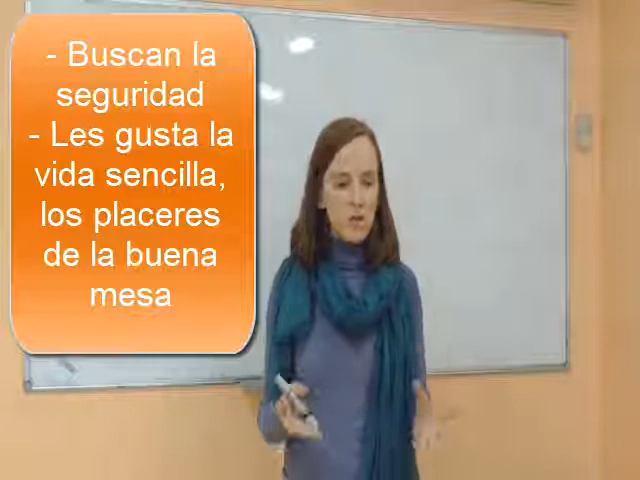 - Buscan la
seguridad
- Les gusta la
vida sencilla,
los placeres
de la buena
mesa